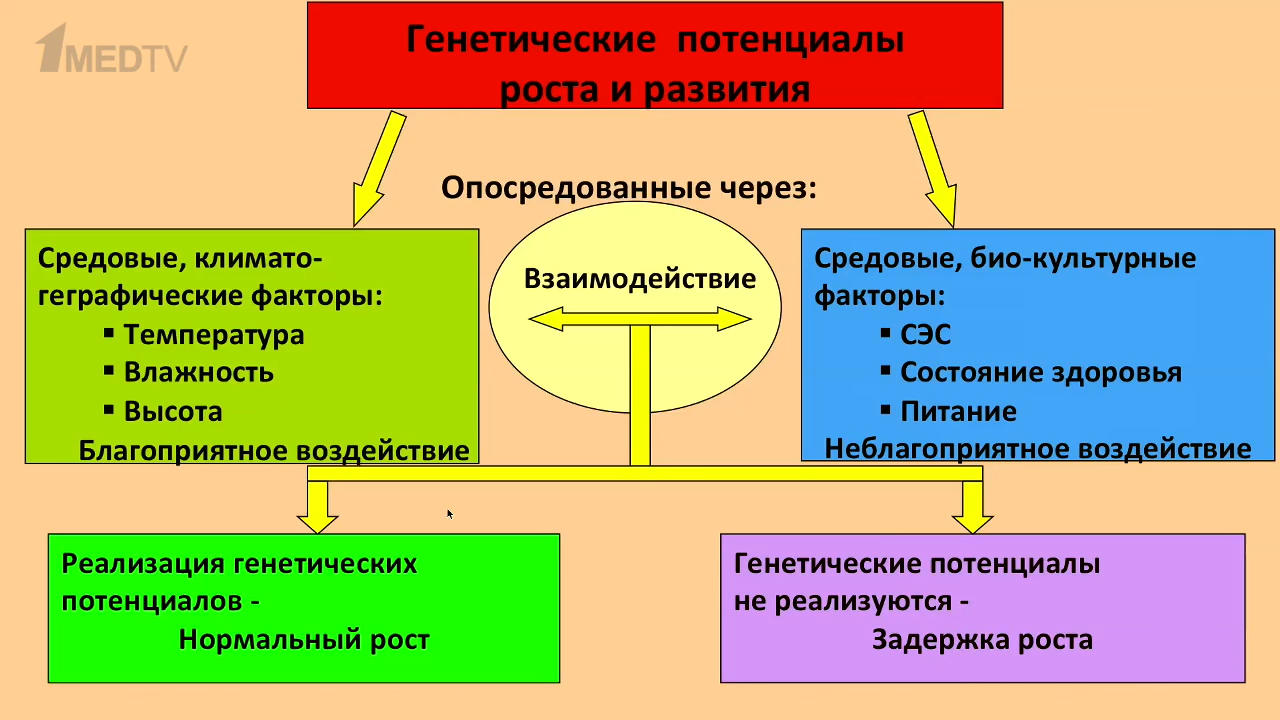 1MEDTV
Генетические потенциалы
роста и развития
Опосредованные через:
Средовые, климато-
геграфические факторы:
▪ Температура
▪ Влажность
▪ Высота
Благоприятное воздействие
Взаимодействие
Средовые, био-культурные
факторы:
▪ СЭС
▪ Состояние здоровья
▪ Питание
Неблагоприятное воздействие
Реализация генетических
потенциалов -
Нормальный рост
Генетические потенциалы
не реализуются -
Задержка роста